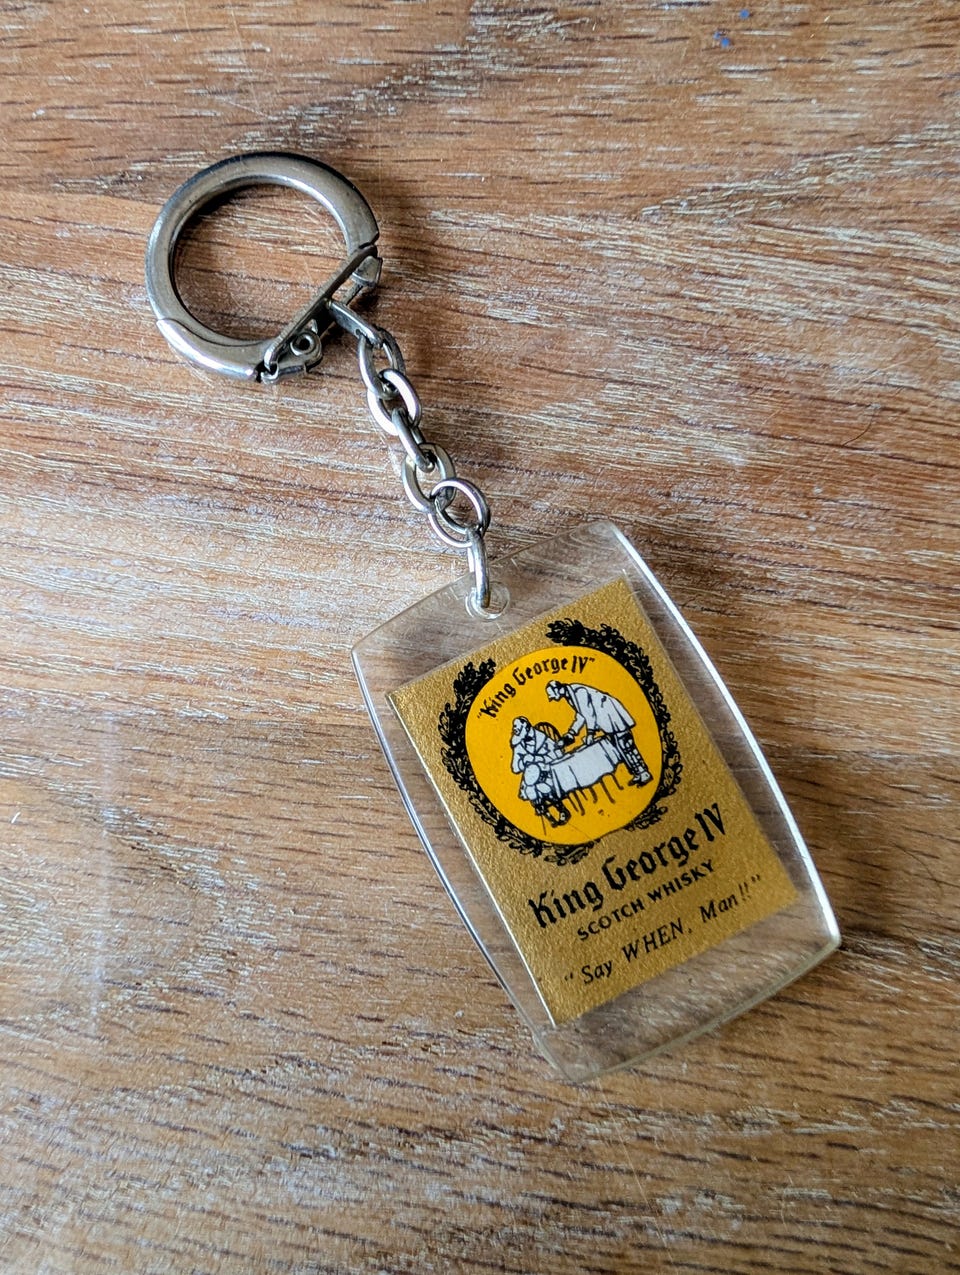 "King George IV"
King George IV
SCOTCH WHISKY
"Say WHEN, Man!!"